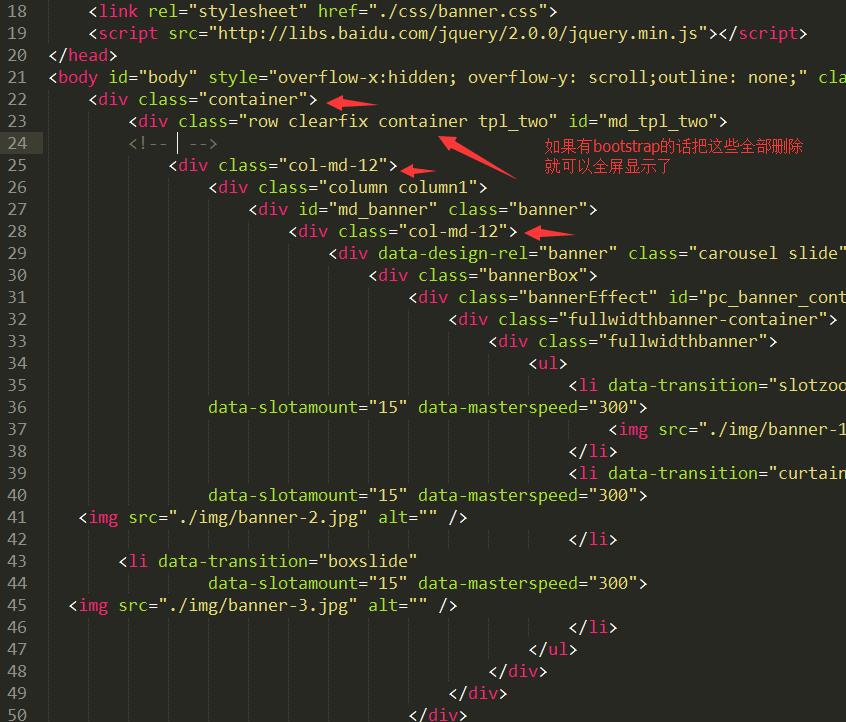 18 <link rel="stylesheet" href="./css/banner.css">
19 <script src="http://libs.baidu.com/jquery/2.0.0/jquery.min.js"></script>
20 </head>
21 <body id="body" style="overflow-x:hidden; overflow-y: scroll;outline: none;" cla
22 <div class="container">
23 <div class="row clearfix container tpl_two" id="md_tpl_two">
24 <!-- -->
如果有bootstrap的话把这些全部删除
就可以全屏显示了
25 <div class="col-md-12">
26 <div class="column column1">
27 <div id="md_banner" class="banner">
28 <div class="col-md-12">
29 <div data-design-rel="banner" class="carousel slide"
30 <div class="bannerBox">
31 <div class="bannerEffect" id="pc_banner_cont
32 <div class="fullwidthbanner-container">
33 <div class="fullwidthbanner">
34 <ul>
35 <li data-transition="slotzoo
36 data-slotamount="15" data-masterspeed="300">
37 <img src="./img/banner-1
38 </li>
39 <li data-transition="curtain
40 data-slotamount="15" data-masterspeed="300">
41 <img src="./img/banner-2.jpg" alt="" />
42 </li>
43 <li data-transition="boxslide"
44 data-slotamount="15" data-masterspeed="300">
45 <img src="./img/banner-3.jpg" alt="" />
46 </li>
47 </ul>
48 </div>
49 </div>
50 </div>